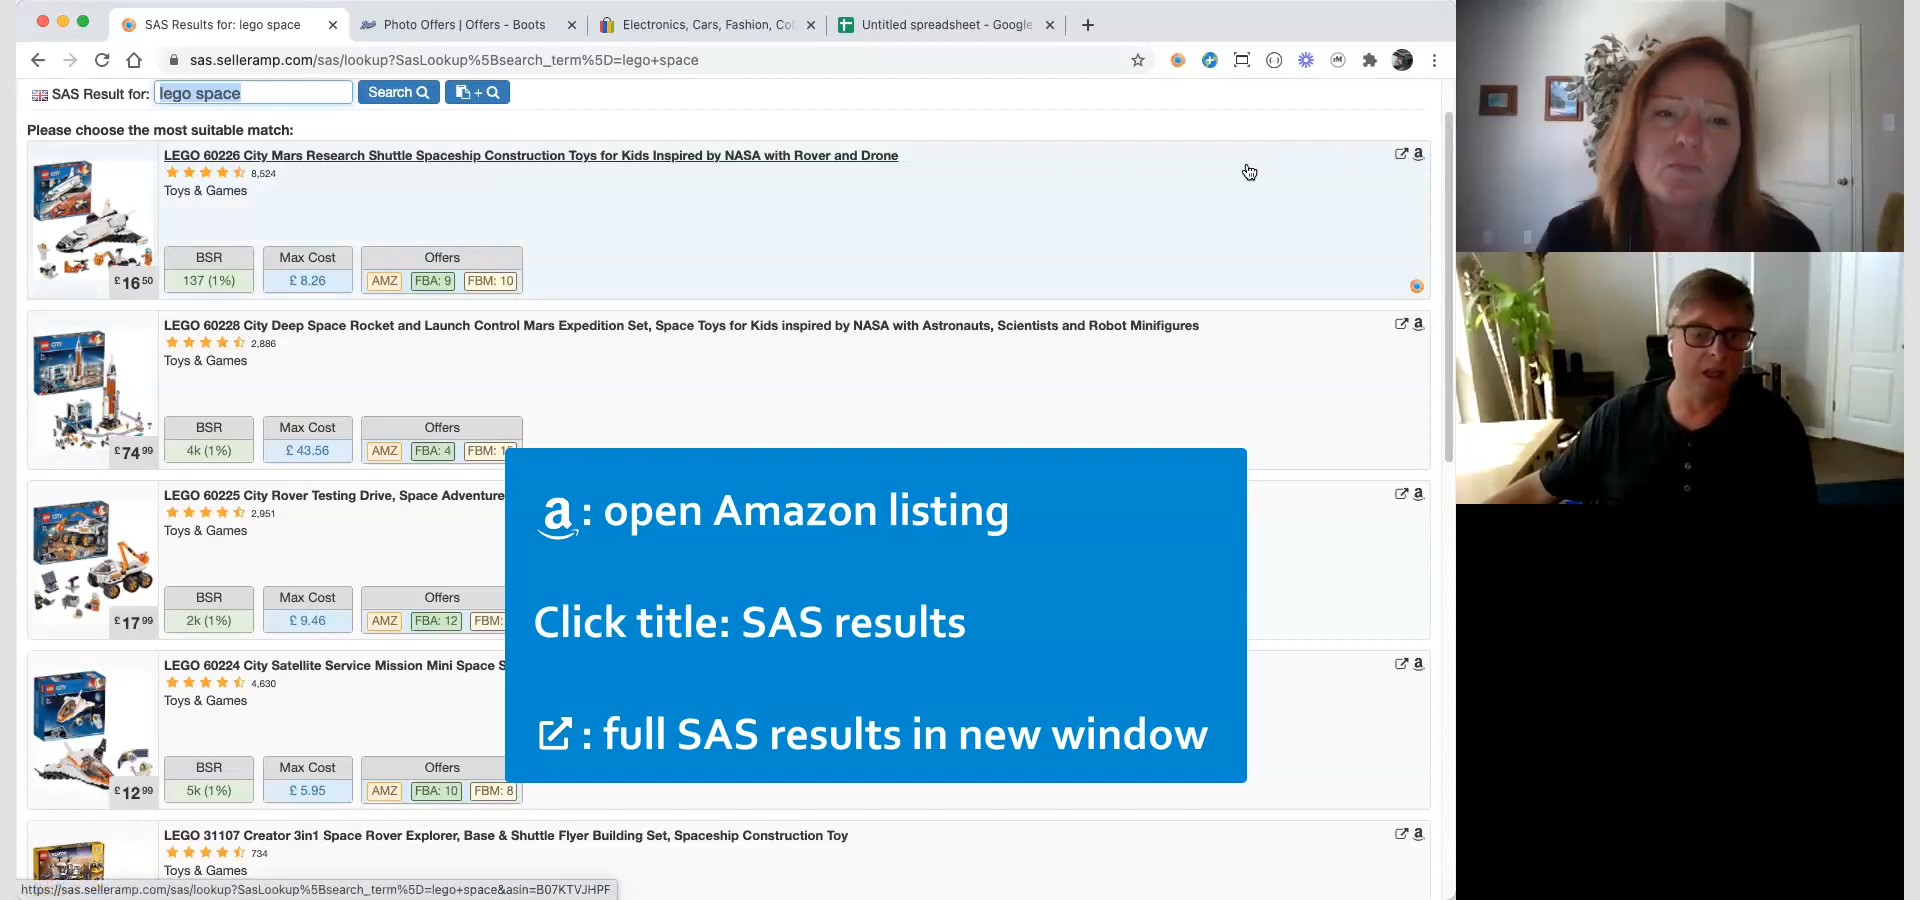 SAS Results for: lego space
Photo Offers | Offers - Boots
Electronics, Cars, Fashion, Co
Untitled spreadsheet - Google
sas.selleramp.com/sas/lookup?SasLookup%5Bsearch_term%5D=lego+space
SAS Result for: lego space Search +
Please choose the most suitable match:
LEGO 60226 City Mars Research Shuttle Spaceship Construction Toys for Kids Inspired by NASA with Rover and Drone
8,524
Toys & Games
BSR Max Cost Offers
£16 50 137 (1%) £ 8.26 AMZ FBA: 9 FBM: 10
LEGO 60228 City Deep Space Rocket and Launch Control Mars Expedition Set, Space Toys for Kids inspired by NASA with Astronauts, Scientists and Robot Minifigures
2,886
Toys & Games
BSR Max Cost Offers
£74 99 4k (1%) £ 43.56 AMZ FBA: 4 FBM:
LEGO 60225 City Rover Testing Drive, Space Adventure
2,951
Toys & Games
BSR Max Cost Offers
£17 99 2k (1%) £ 9.46 AMZ FBA: 12 FBM:
LEGO 60224 City Satellite Service Mission Mini Space S
4,630
Toys & Games
BSR Max Cost Offers
£12 99 5k (1%) £ 5.95 AMZ FBA: 10 FBM: 8
LEGO 31107 Creator 3in1 Space Rover Explorer, Base & Shuttle Flyer Building Set, Spaceship Construction Toy
734
Toys & Games
https://sas.selleramp.com/sas/lookup?SasLookup%5Bsearch_term%5D=lego+space&asin=B07KTVJHPF
a: open Amazon listing
Click title: SAS results
: full SAS results in new window